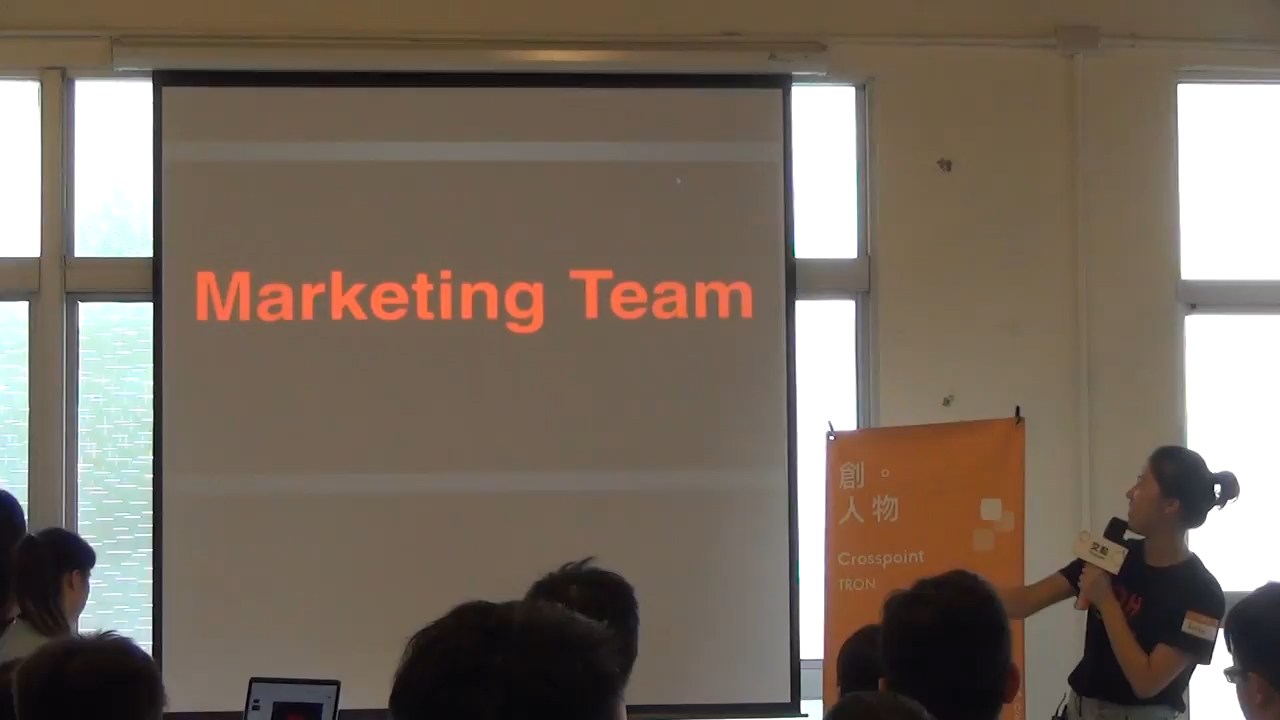 Marketing Team
創。
人物
Crosspoint
TRON